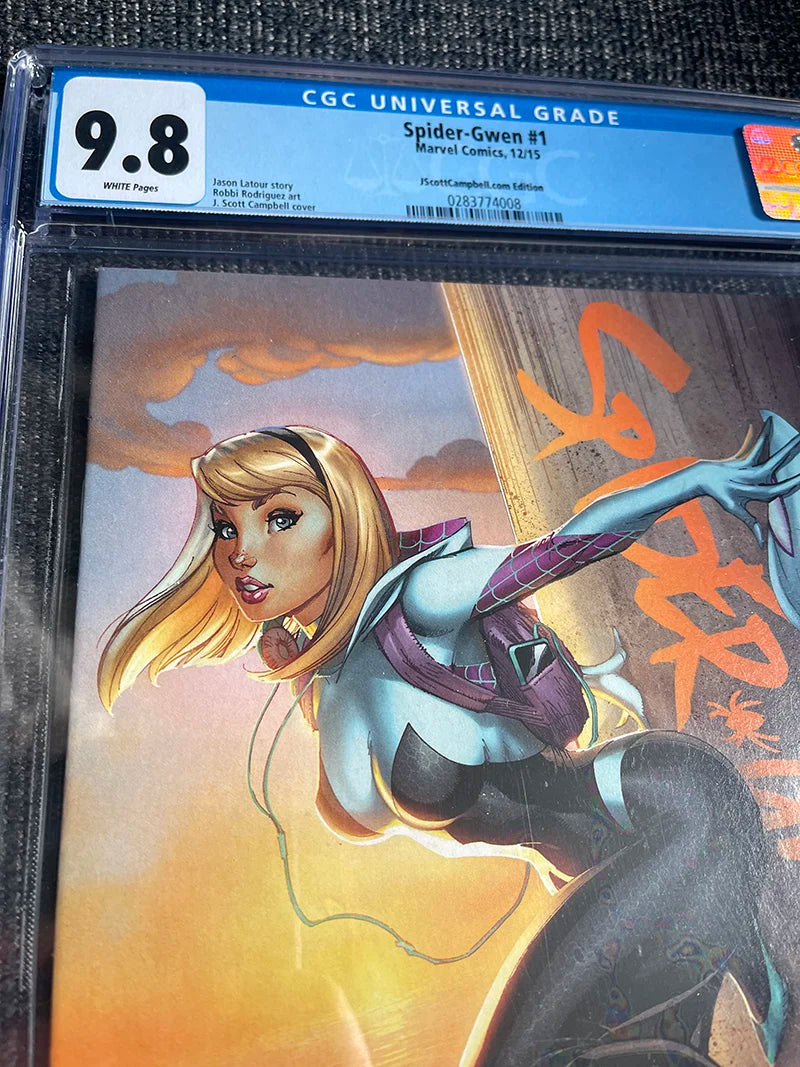 CGC UNIVERSAL GRADE
9.8
WHITE Pages
Spider-Gwen #1
Marvel Comics, 12/15
Jason Latour story
Robbi Rodriguez art
J. Scott Campbell cover
JScottCampbell.com Edition
0283774008
SPIDER